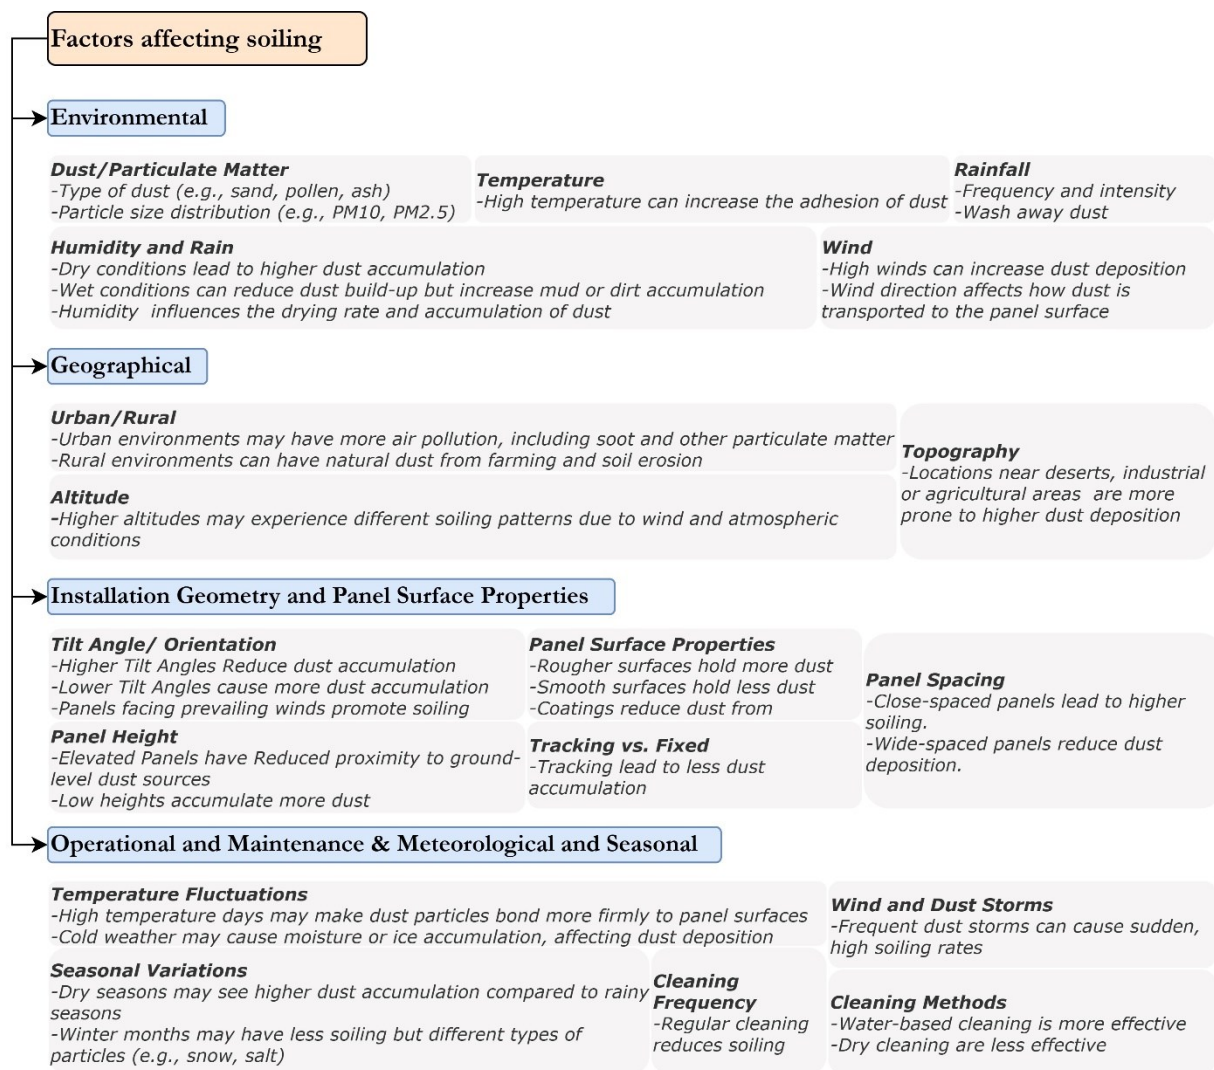 Factors affecting soiling
Environmental
Dust/Particulate Matter
-Type of dust (e.g., sand, pollen, ash)
-Particle size distribution (e.g., PM10, PM2.5)
Temperature
-High temperature can increase the adhesion of dust
Rainfall
-Frequency and intensity
-Wash away dust
Humidity and Rain
-Dry conditions lead to higher dust accumulation
-Wet conditions can reduce dust build-up but increase mud or dirt accumulation
-Humidity  influences the drying rate and accumulation of dust
Wind
-High winds can increase dust deposition
-Wind direction affects how dust is
transported to the panel surface
Geographical
Urban/Rural
-Urban environments may have more air pollution, including soot and other particulate matter
-Rural environments can have natural dust from farming and soil erosion
Altitude
-Higher altitudes may experience different soiling patterns due to wind and atmospheric
conditions
Topography
-Locations near deserts, industrial
or agricultural areas  are more
prone to higher dust deposition
Installation Geometry and Panel Surface Properties
Tilt Angle/ Orientation
-Higher Tilt Angles Reduce dust accumulation
-Lower Tilt Angles cause more dust accumulation
-Panels facing prevailing winds promote soiling
Panel Height
-Elevated Panels have Reduced proximity to ground-
level dust sources
-Low heights accumulate more dust
Panel Surface Properties
-Rougher surfaces hold more dust
-Smooth surfaces hold less dust
-Coatings reduce dust from
Tracking vs. Fixed
-Tracking lead to less dust
accumulation
Panel Spacing
-Close-spaced panels lead to higher
soiling.
-Wide-spaced panels reduce dust
deposition.
Operational and Maintenance & Meteorological and Seasonal
Temperature Fluctuations
-High temperature days may make dust particles bond more firmly to panel surfaces
-Cold weather may cause moisture or ice accumulation, affecting dust deposition
Wind and Dust Storms
-Frequent dust storms can cause sudden,
high soiling rates
Seasonal Variations
-Dry seasons may see higher dust accumulation compared to rainy
seasons
-Winter months may have less soiling but different types of
particles (e.g., snow, salt)
Cleaning
Frequency
-Regular cleaning
reduces soiling
Cleaning Methods
-Water-based cleaning is more effective
-Dry cleaning are less effective